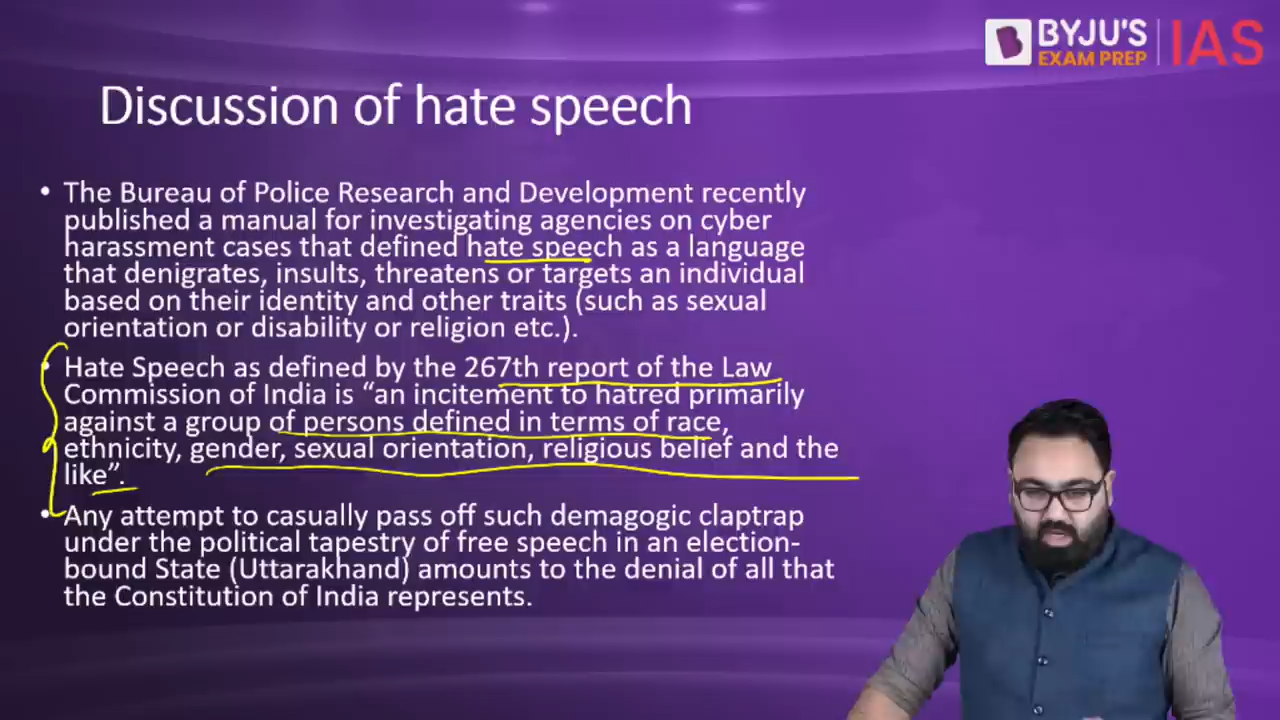 BYJU'S
EXAM PREP
IAS
Discussion of hate speech
• The Bureau of Police Research and Development recently
published a manual for investigating agencies on cyber
harassment cases that defined hate speech as a language
that denigrates, insults, threatens or targets an individual
based on their identity and other traits (such as sexual
orientation or disability or religion etc.).
• Hate Speech as defined by the 267th report of the Law
Commission of India is “an incitement to hatred primarily
against a group of persons defined in terms of race,
ethnicity, gender, sexual orientation, religious belief and the
like”.
• Any attempt to casually pass off such demagogic claptrap
under the political tapestry of free speech in an election-
bound State (Uttarakhand) amounts to the denial of all that
the Constitution of India represents.